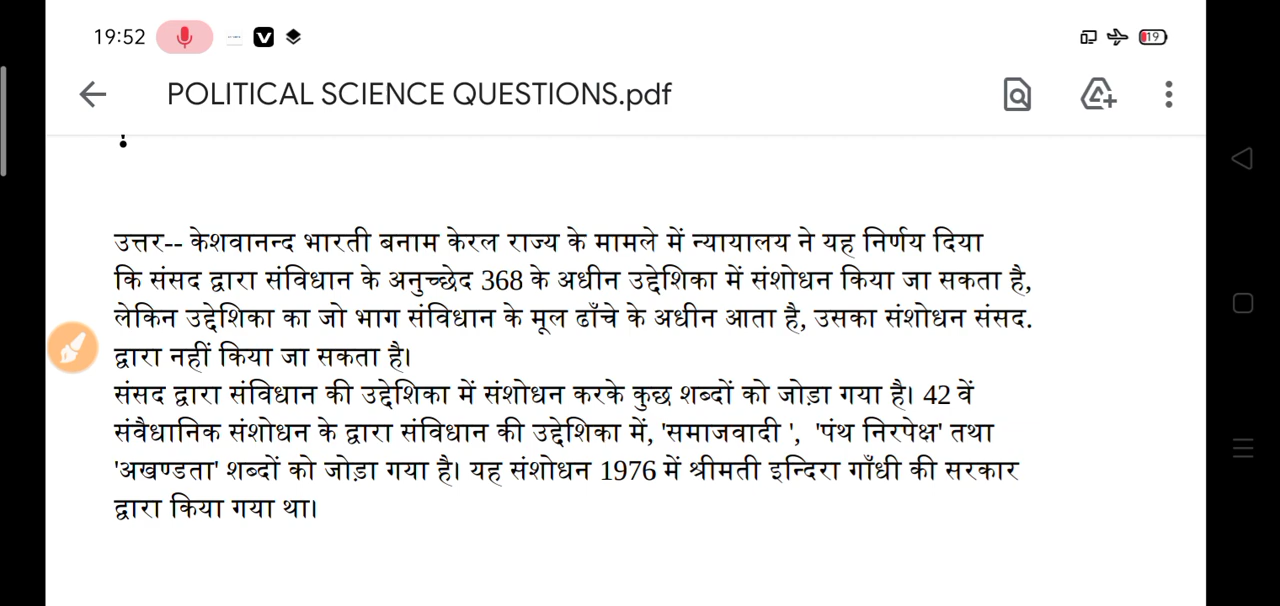 19:52
19
POLITICAL SCIENCE QUESTIONS.pdf
उत्तर-- केशवानन्द भारती बनाम केरल राज्य के मामले में न्यायालय ने यह निर्णय दिया
कि संसद द्वारा संविधान के अनुच्छेद 368 के अधीन उद्देशिका में संशोधन किया जा सकता है,
लेकिन उद्देशिका का जो भाग संविधान के मूल ढाँचे के अधीन आता है, उसका संशोधन संसद.
द्वारा नहीं किया जा सकता है।
संसद द्वारा संविधान की उद्देशिका में संशोधन करके कुछ शब्दों को जोड़ा गया है। 42 वें
संवैधानिक संशोधन के द्वारा संविधान की उद्देशिका में, 'समाजवादी ', 'पंथ निरपेक्ष' तथा
'अखण्डता' शब्दों को जोड़ा गया है। यह संशोधन 1976 में श्रीमती इन्दिरा गाँधी की सरकार
द्वारा किया गया था।